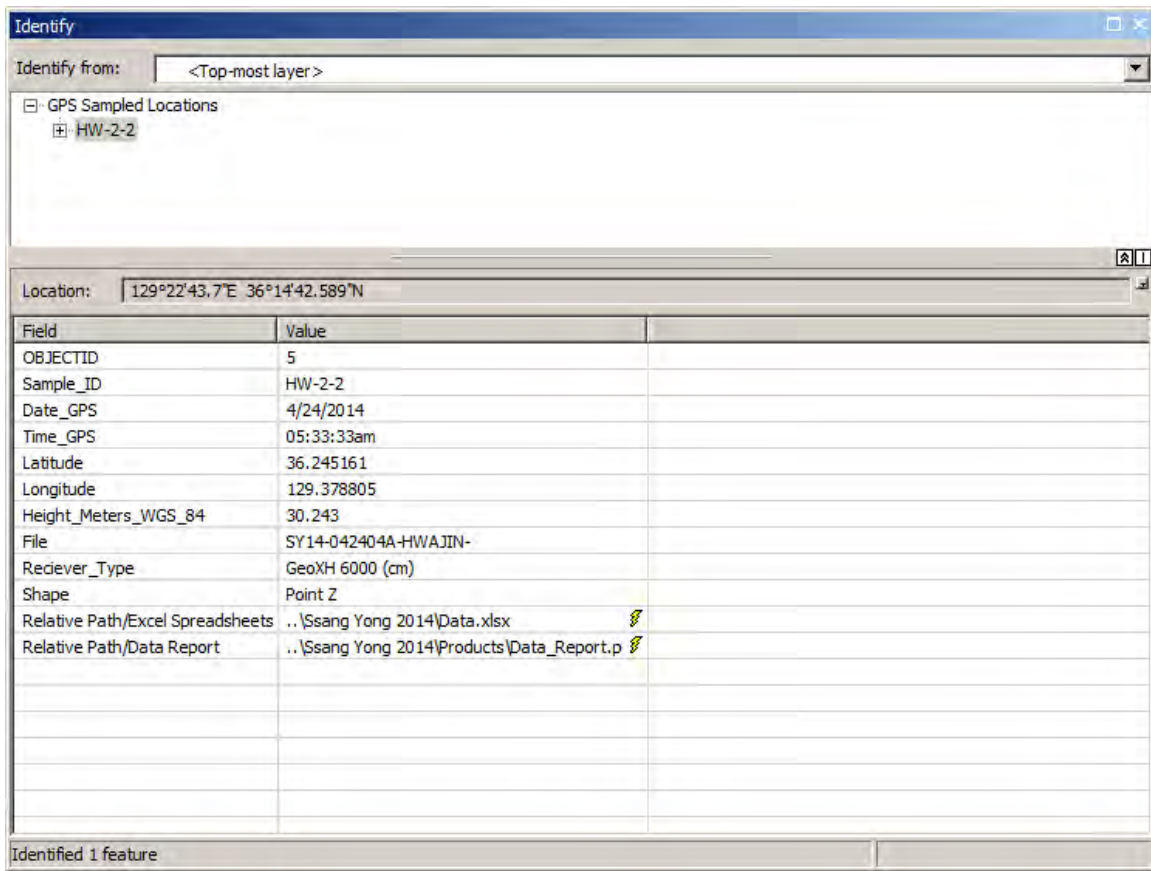 Identify
Identify from: <Top-most layer>
GPS Sampled Locations
HW-2-2
Location: 129°22'43.7"E 36°14'42.589"N
Field Value
OBJECTID 5
Sample_ID HW-2-2
Date_GPS 4/24/2014
Time_GPS 05:33:33am
Latitude 36.245161
Longitude 129.378805
Height_Meters_WGS_84 30.243
File SY14-042404A-HWAJIN-
Reciever_Type GeoXH 6000 (cm)
Shape Point Z
Relative Path/Excel Spreadsheets ..\Ssang Yong 2014\Data.xlsx
Relative Path/Data Report ..\Ssang Yong 2014\Products\Data_Report.p
Identified 1 feature